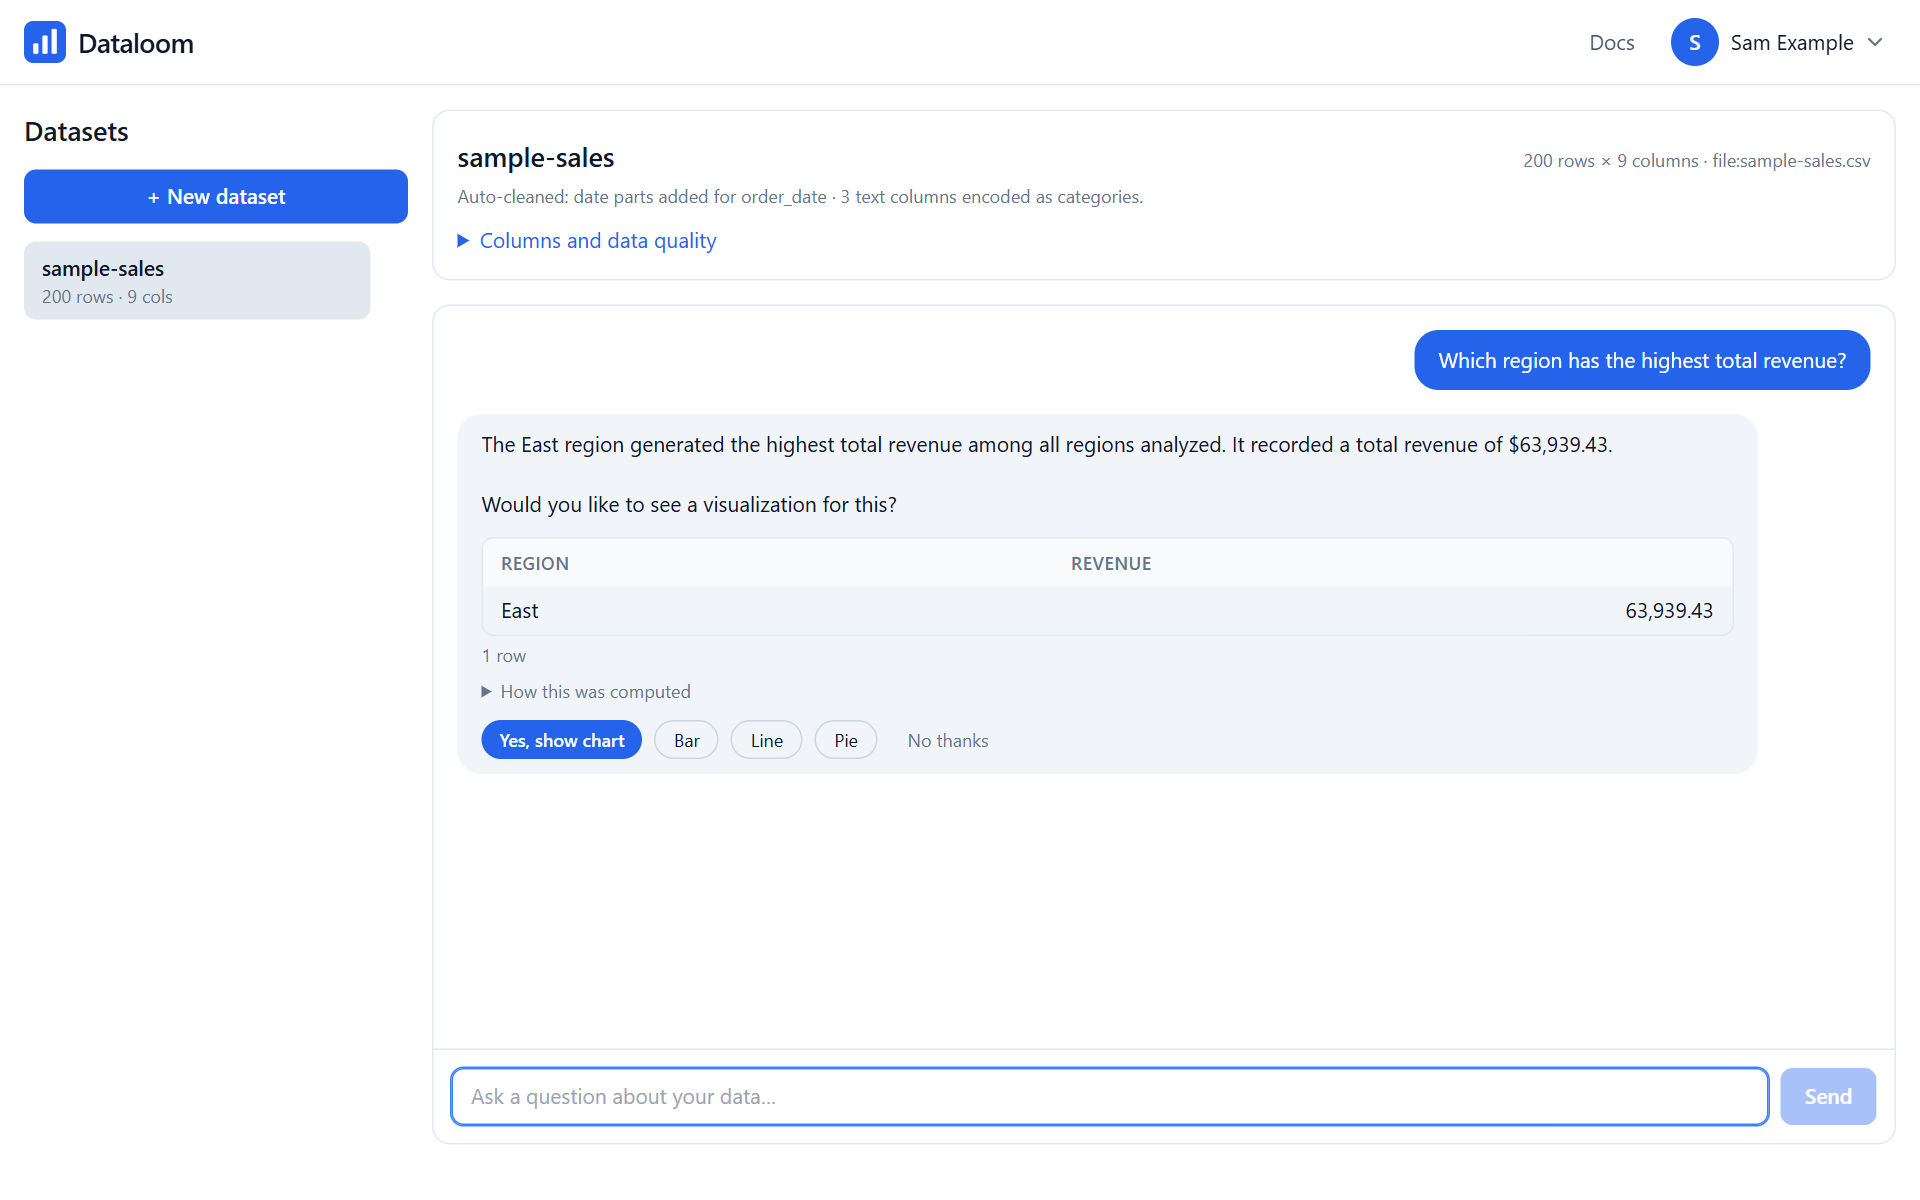 Dataloom
Docs
S
Sam Example
Datasets
+ New dataset
sample-sales
200 rows · 9 cols
sample-sales
200 rows × 9 columns · file:sample-sales.csv
Auto-cleaned: date parts added for order_date · 3 text columns encoded as categories.
Columns and data quality
Which region has the highest total revenue?
The East region generated the highest total revenue among all regions analyzed. It recorded a total revenue of $63,939.43.
Would you like to see a visualization for this?
REGION REVENUE
East 63,939.43
1 row
How this was computed
Yes, show chart Bar Line Pie No thanks
Ask a question about your data...
Send